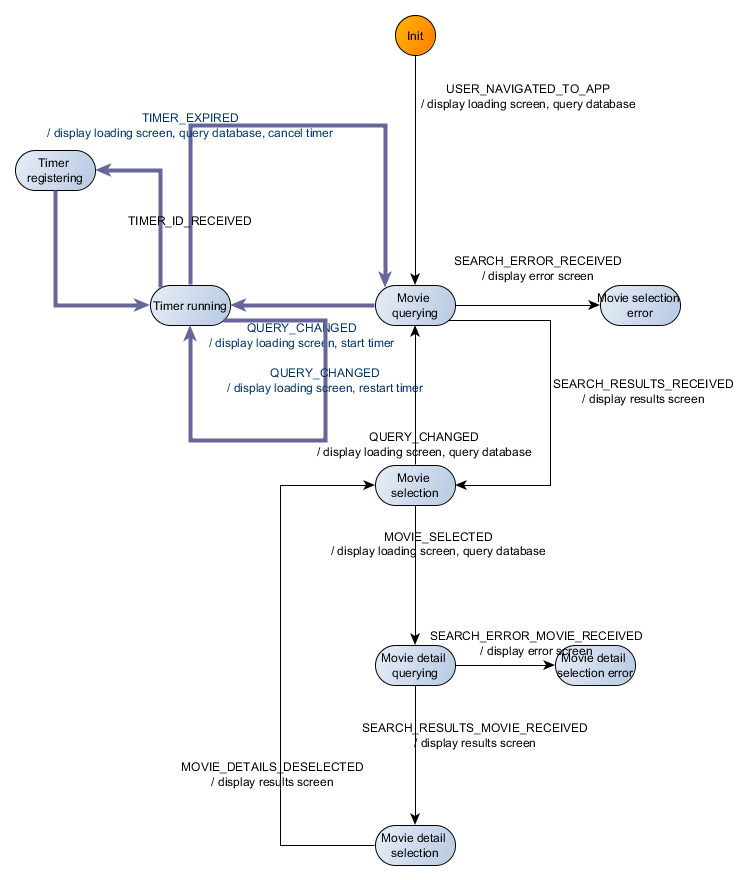 Init
USER_NAVIGATED_TO_APP
/ display loading screen, query database
TIMER_EXPIRED
/ display loading screen, query database, cancel timer
Timer
registering
TIMER_ID_RECEIVED
SEARCH_ERROR_RECEIVED
/ display error screen
Timer running
Movie
querying
Movie selection
error
QUERY_CHANGED
/ display loading screen, start timer
QUERY_CHANGED
/ display loading screen, restart timer
SEARCH_RESULTS_RECEIVED
/ display results screen
QUERY_CHANGED
/ display loading screen, query database
Movie
selection
MOVIE_SELECTED
/ display loading screen, query database
SEARCH_ERROR_MOVIE_RECEIVED
/ display error screen
Movie detail
querying
Movie detail
selection error
SEARCH_RESULTS_MOVIE_RECEIVED
/ display results screen
MOVIE_DETAILS_DESELECTED
/ display results screen
Movie detail
selection